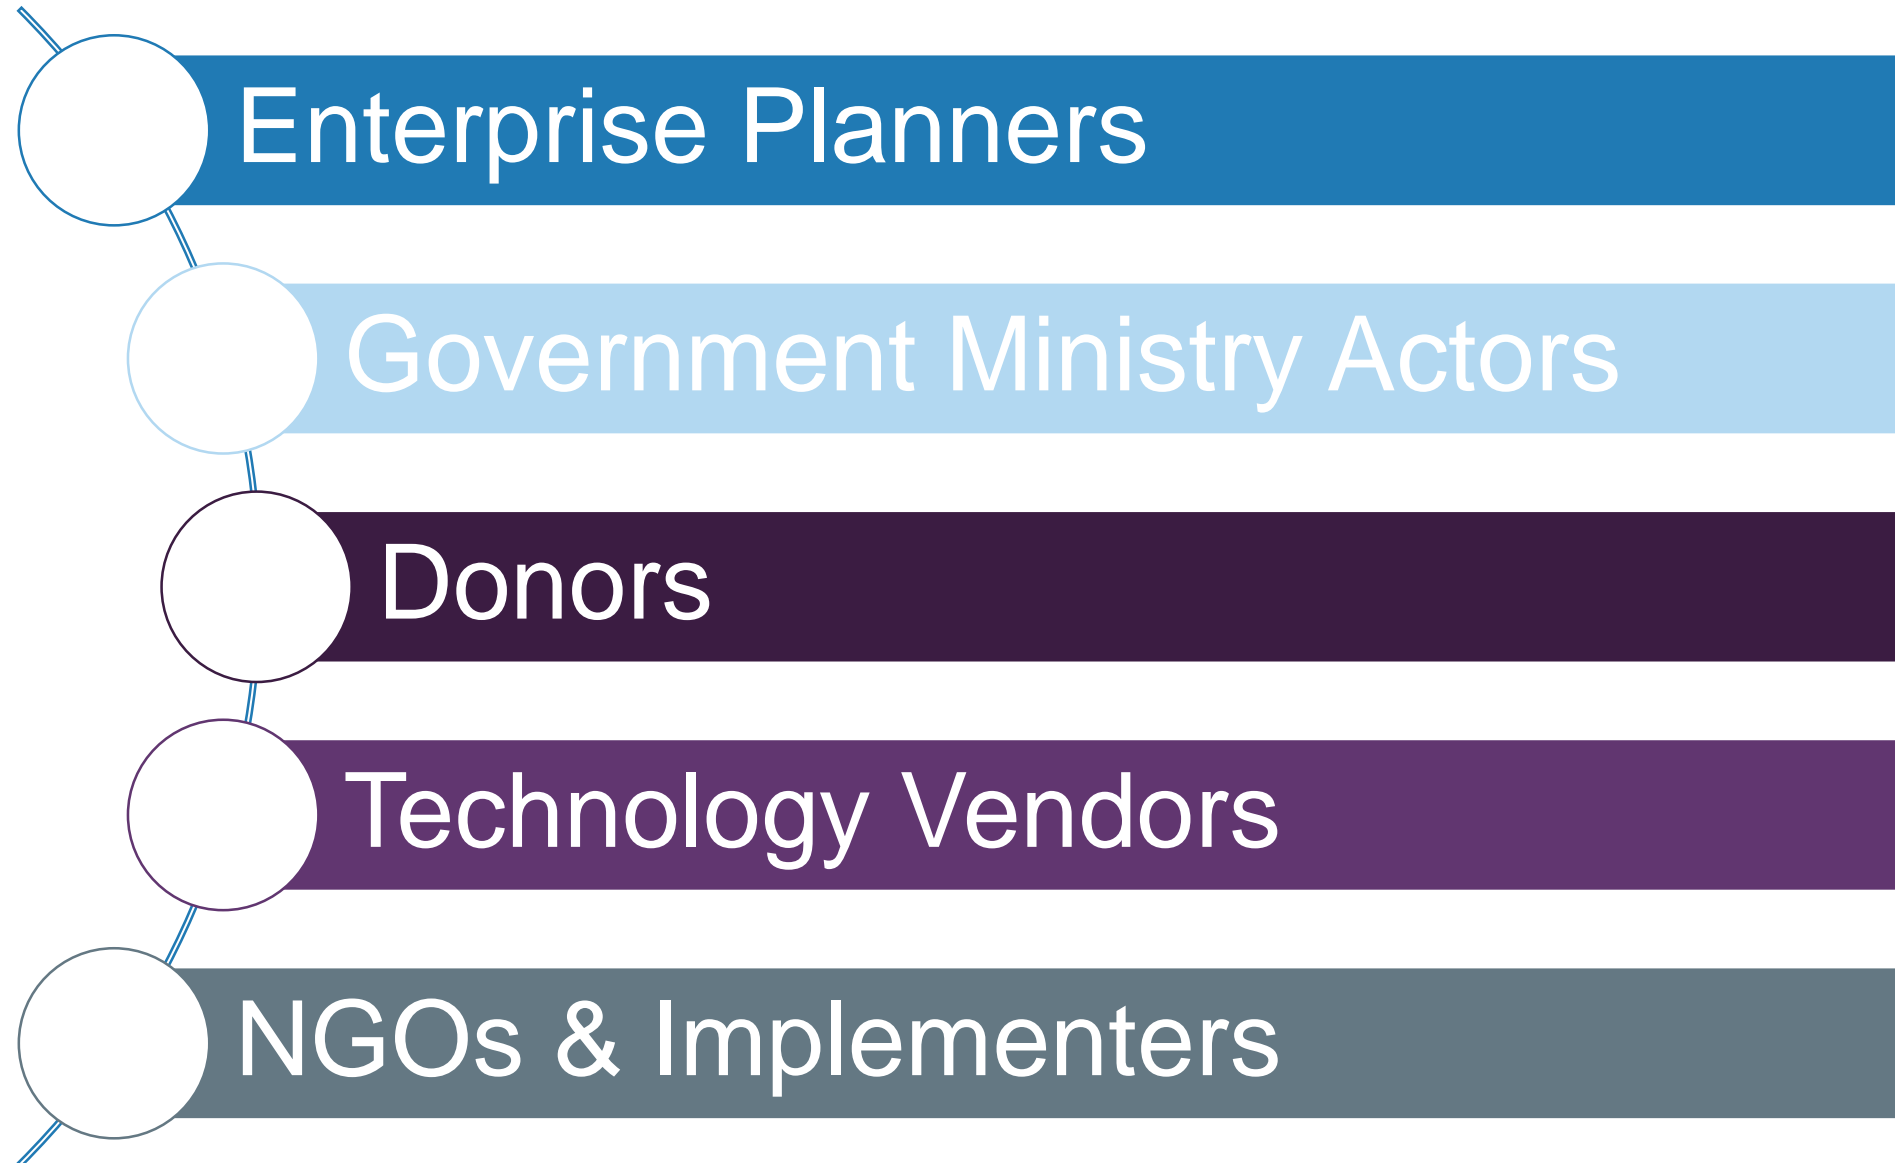 Enterprise Planners
Government Ministry Actors
Donors
Technology Vendors
NGOs & Implementers